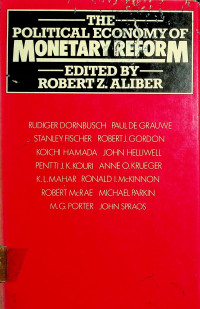 THE
POLITICAL ECONOMY OF
MONETARY REFORM
EDITED BY
ROBERT Z. ALIBER
RUDIGER DORNBUSCH PAUL DE GRAUWE
STANLEY FISCHER ROBERT J. GORDON
KOICHI HAMADA JOHN HELLIWELL
PENTTI J. K. KOURI ANNE O. KRUEGER
K. L. MAHAR RONALD I. McKINNON
ROBERT McRAE MICHAEL PARKIN
M. G. PORTER JOHN SPRAOS